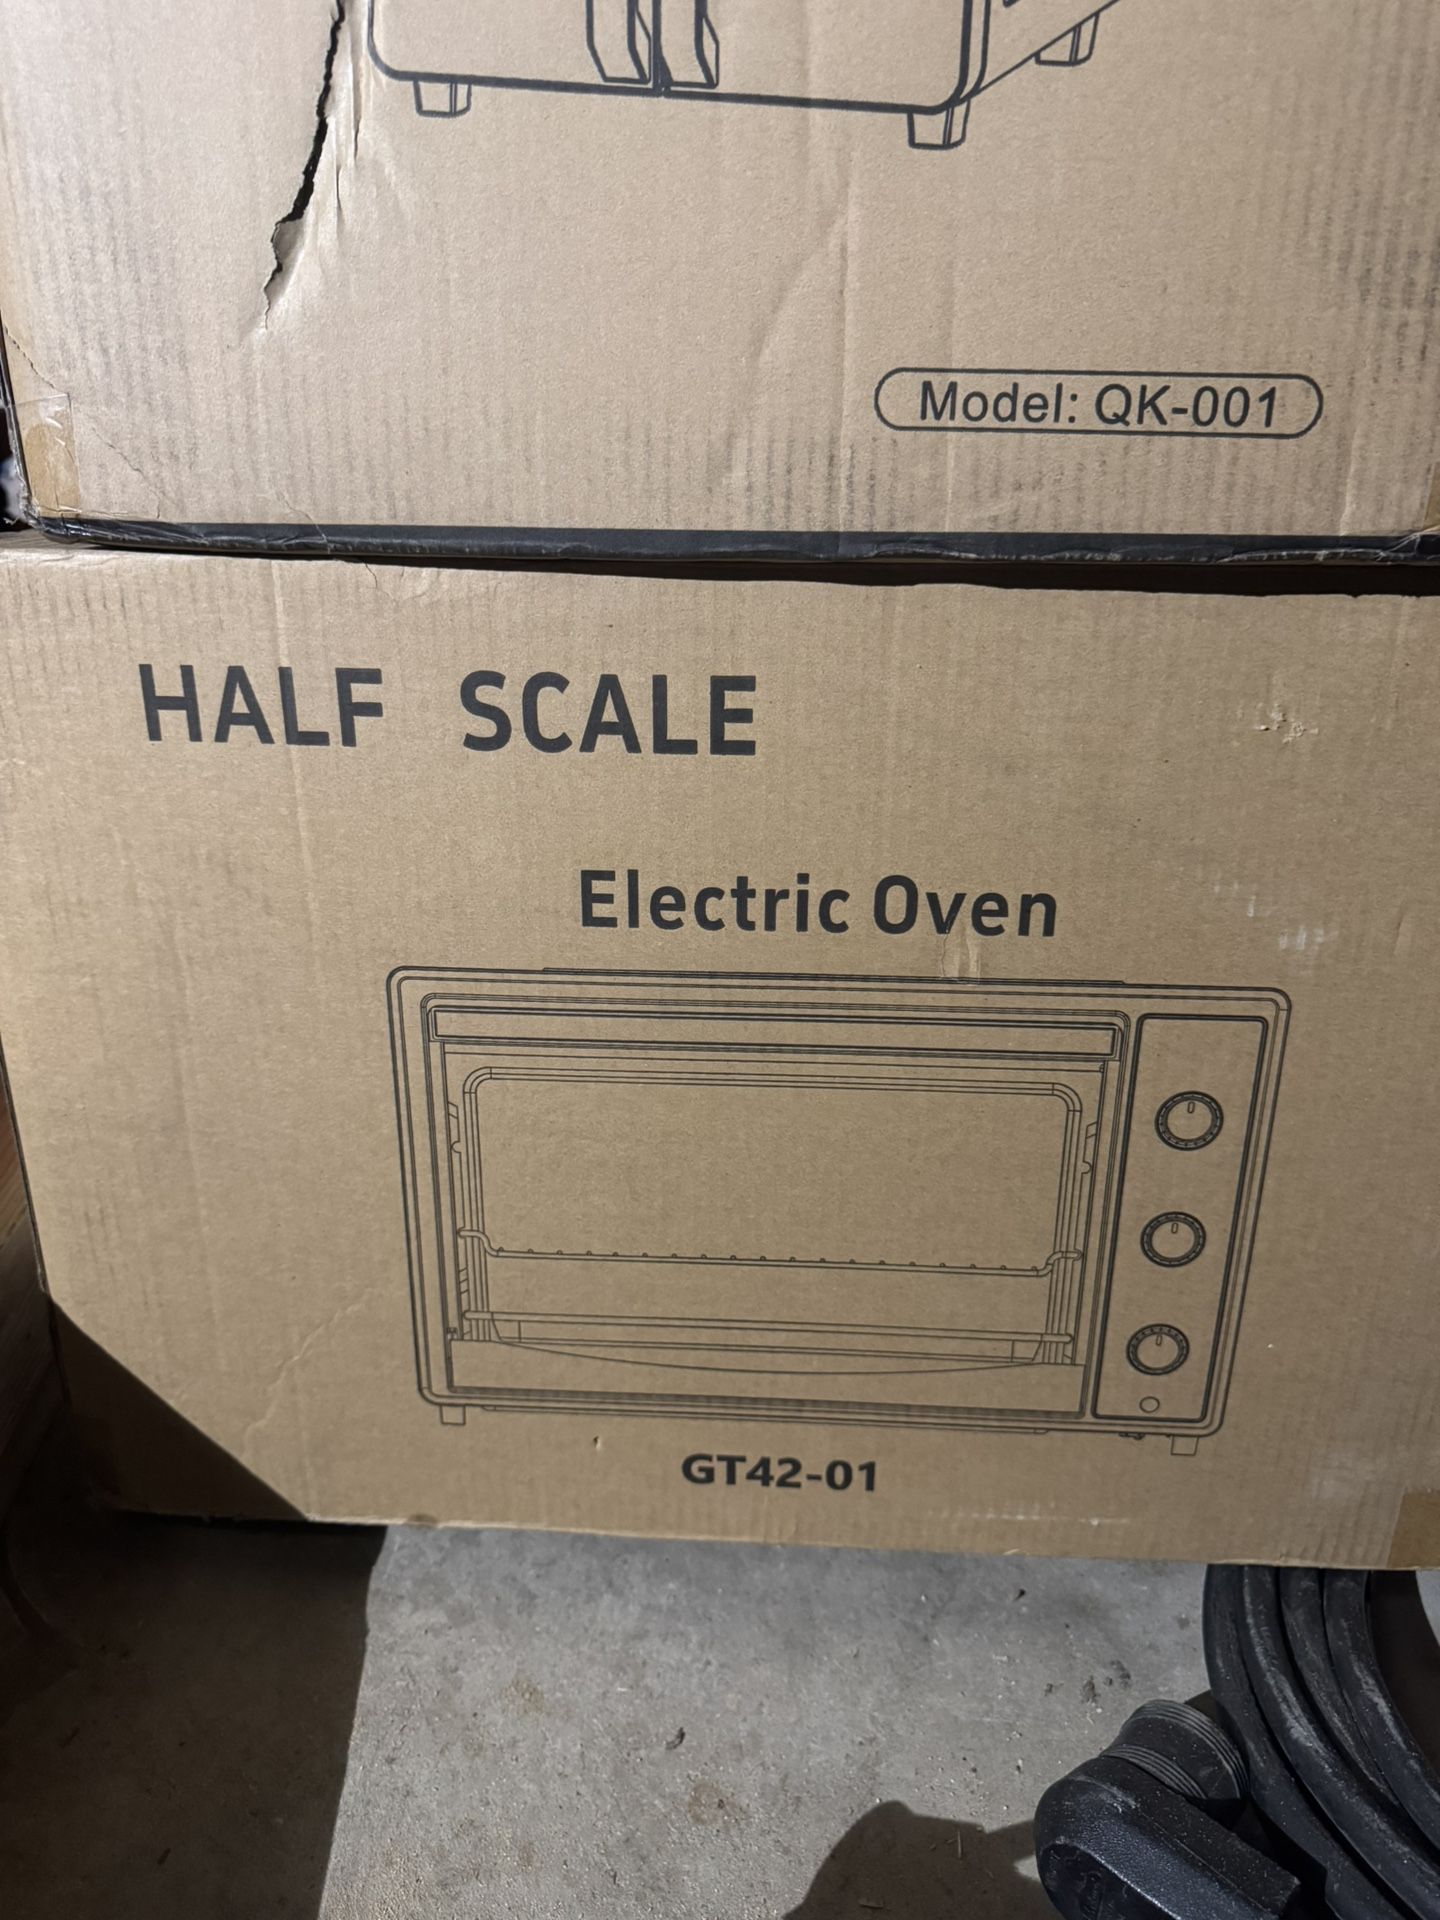 Model: QK-001
HALF SCALE
Electric Oven
GT42-01